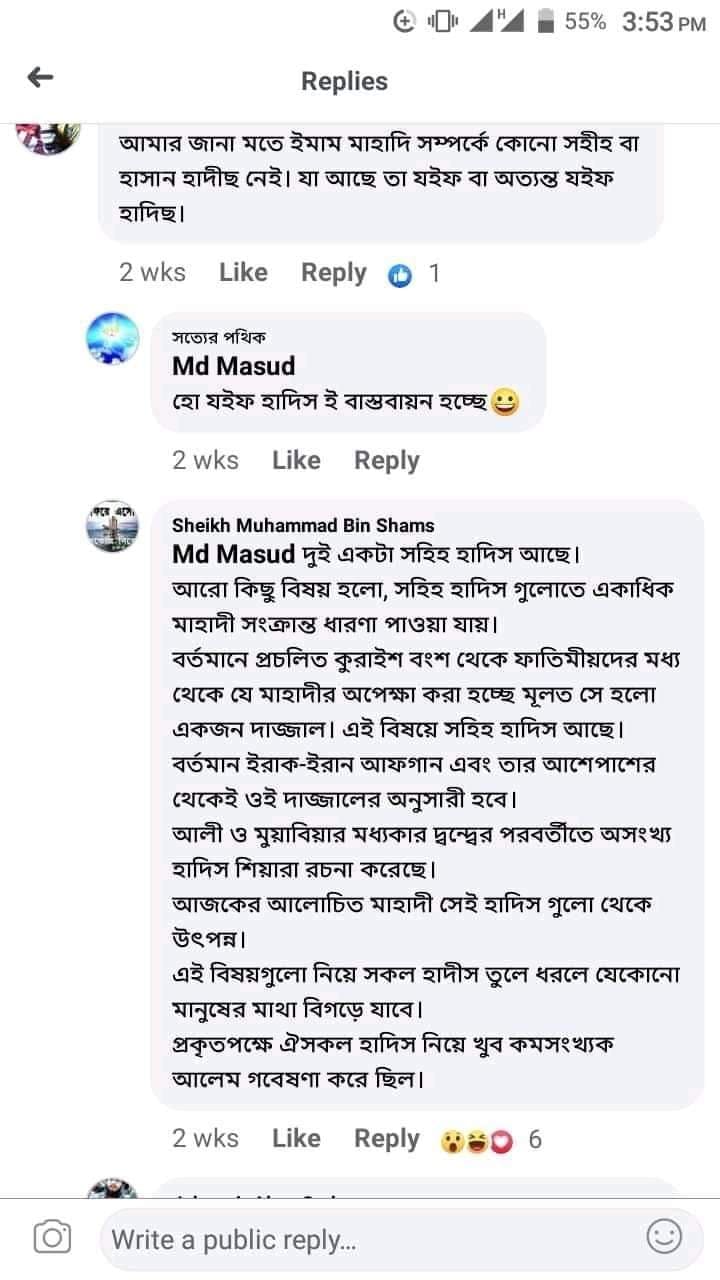 H 55% 3:53 PM
Replies
আমার জানা মতে ইমাম মাহাদি সম্পর্কে কোনো সহীহ বা
হাসান হাদীছ নেই। যা আছে তা যইফ বা অত্যন্ত যইফ
হাদিছ।
2 wks Like Reply 1
সত্যের পথিক
Md Masud
হো যইফ হাদিস ই বাস্তবায়ন হচ্ছে😀
2 wks Like Reply
Sheikh Muhammad Bin Shams
Md Masud দুই একটা সহিহ হাদিস আছে।
আরো কিছু বিষয় হলো, সহিহ হাদিস গুলোতে একাধিক
মাহাদী সংক্রান্ত ধারণা পাওয়া যায়।
বর্তমানে প্রচলিত কুরাইশ বংশ থেকে ফাতিমীয়দের মধ্য
থেকে যে মাহাদীর অপেক্ষা করা হচ্ছে মূলত সে হলো
একজন দাজ্জাল। এই বিষয়ে সহিহ হাদিস আছে।
বর্তমান ইরাক-ইরান আফগান এবং তার আশেপাশের
থেকেই ওই দাজ্জালের অনুসারী হবে।
আলী ও মুয়াবিয়ার মধ্যকার দ্বন্দ্বের পরবর্তীতে অসংখ্য
হাদিস শিয়ারা রচনা করেছে।
আজকের আলোচিত মাহাদী সেই হাদিস গুলো থেকে
উৎপন্ন।
এই বিষয়গুলো নিয়ে সকল হাদীস তুলে ধরলে যেকোনো
মানুষের মাথা বিগড়ে যাবে।
প্রকৃতপক্ষে ঐসকল হাদিস নিয়ে খুব কমসংখ্যক
আলেম গবেষণা করে ছিল।
2 wks Like Reply 6
Write a public reply...